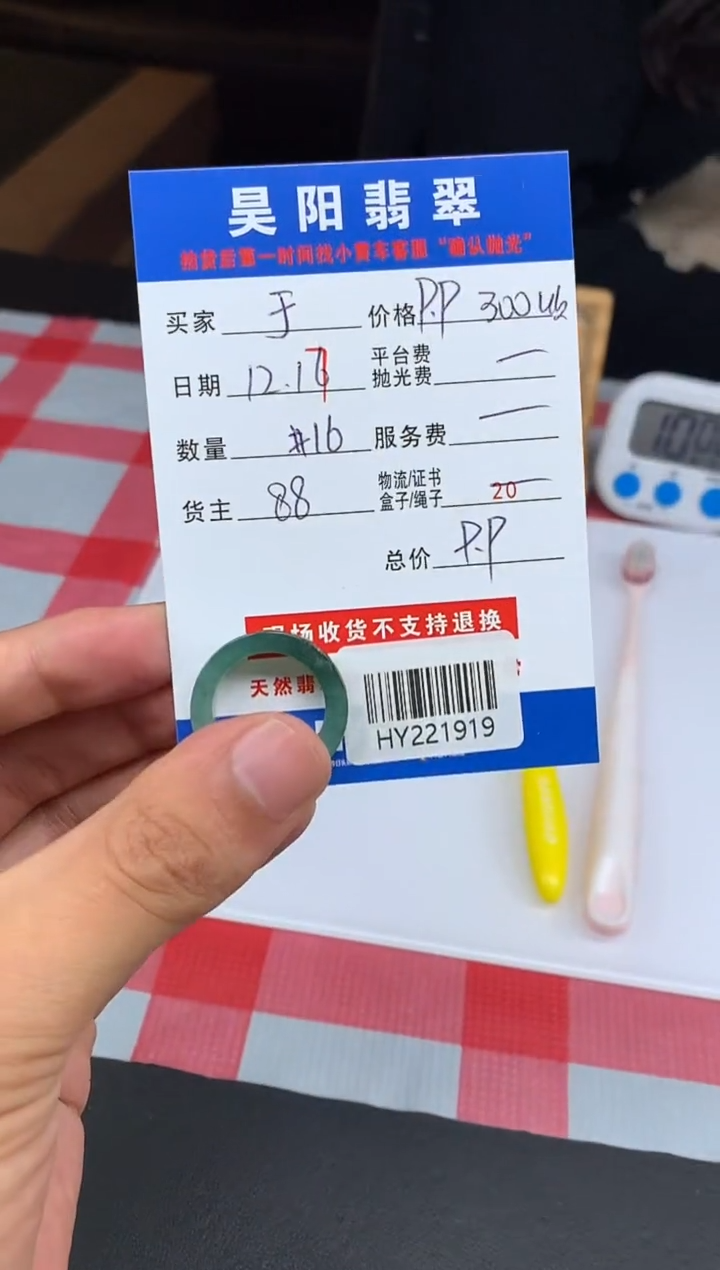 昊阳翡翠
拍货后第一时间找小黄车客服“确认抛光”
买家 于 价格 P.P 300
日期 12.17 平台费 抛光费 一
数量 #16 服务费 一
货主 88 物流/证书 盒子/绳子 20
总价 P.P
现场收货不支持退换
天然翡
HY221919